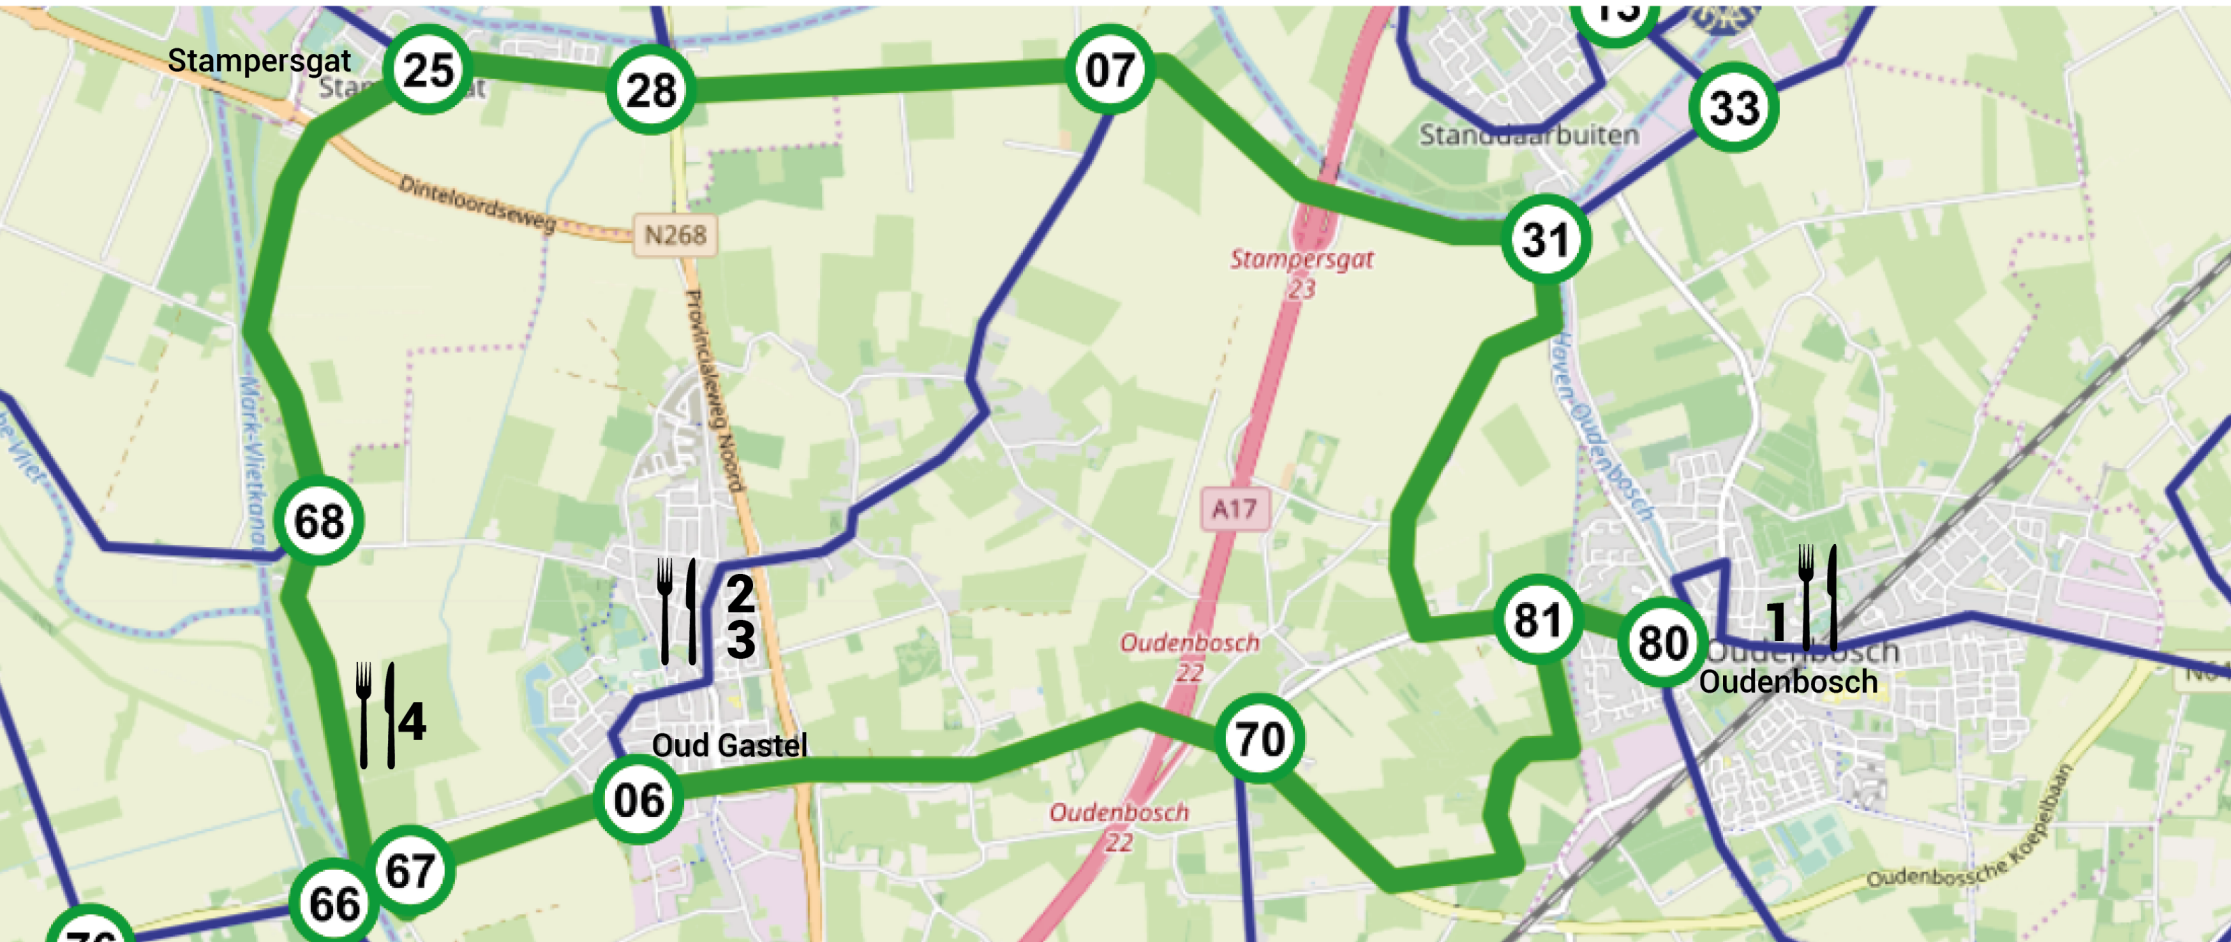 13
Stampersgat
25
28
07
33
Standdaarbuiten
Dinteloordseweg
N268
31
Stampersgat
23
Provincialeweg Noord
Haven Oudenbosch
Mark-Vlietkanaal
A17
68
2
3
1
81
80
Oudenbosch
22
Oudenbosch
Oudenbosch
4
Oud Gastel
70
06
Oudenbosch
22
67
66
Oudenbossche Koepelbaan
76